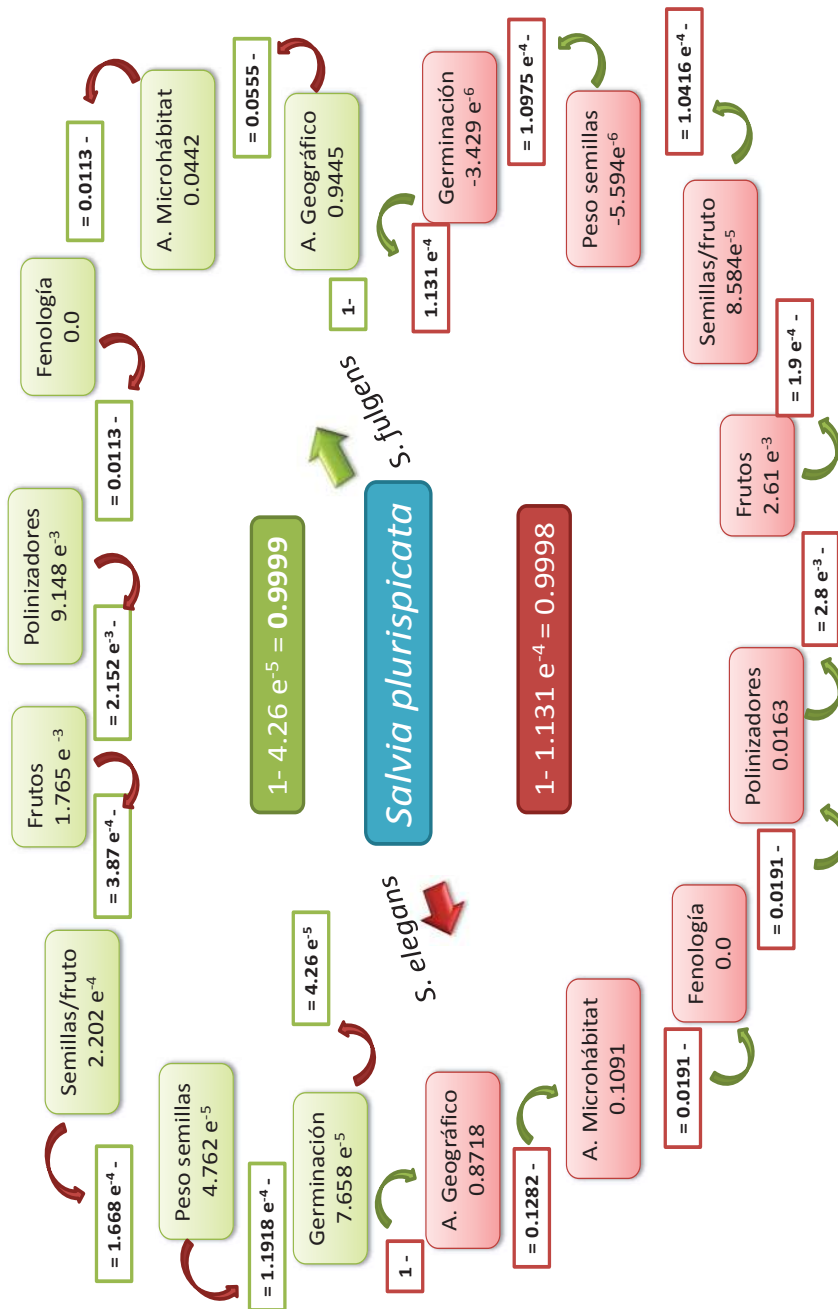 Salvia plurispicata
1- 4.26 e⁻⁵ = 0.9999
1- 1.131 e⁻⁴ = 0.9998
S. fulgens
1-
A. Geográfico
0.9445
= 0.0555 -
A. Microhábitat
0.0442
= 0.0113 -
Fenología
0.0
= 0.0113 -
Polinizadores
9.148 e⁻³
= 2.152 e⁻³ -
Frutos
1.765 e⁻³
= 3.87 e⁻⁴ -
Semillas/fruto
2.202 e⁻⁴
= 1.668 e⁻⁴ -
Peso semillas
4.762 e⁻⁵
= 1.1918 e⁻⁴ -
Germinación
7.658 e⁻⁵
= 4.26 e⁻⁵
S. elegans
1 -
A. Geográfico
0.8718
= 0.1282 -
A. Microhábitat
0.1091
= 0.0191 -
Fenología
0.0
= 0.0191 -
Polinizadores
0.0163
= 2.8 e⁻³ -
Frutos
2.61 e⁻³
= 1.9 e⁻⁴ -
Semillas/fruto
8.584e⁻⁵
= 1.0416 e⁻⁴ -
Peso semillas
-5.594e⁻⁶
= 1.0975 e⁻⁴ -
Germinación
-3.429 e⁻⁶
1.131 e⁻⁴